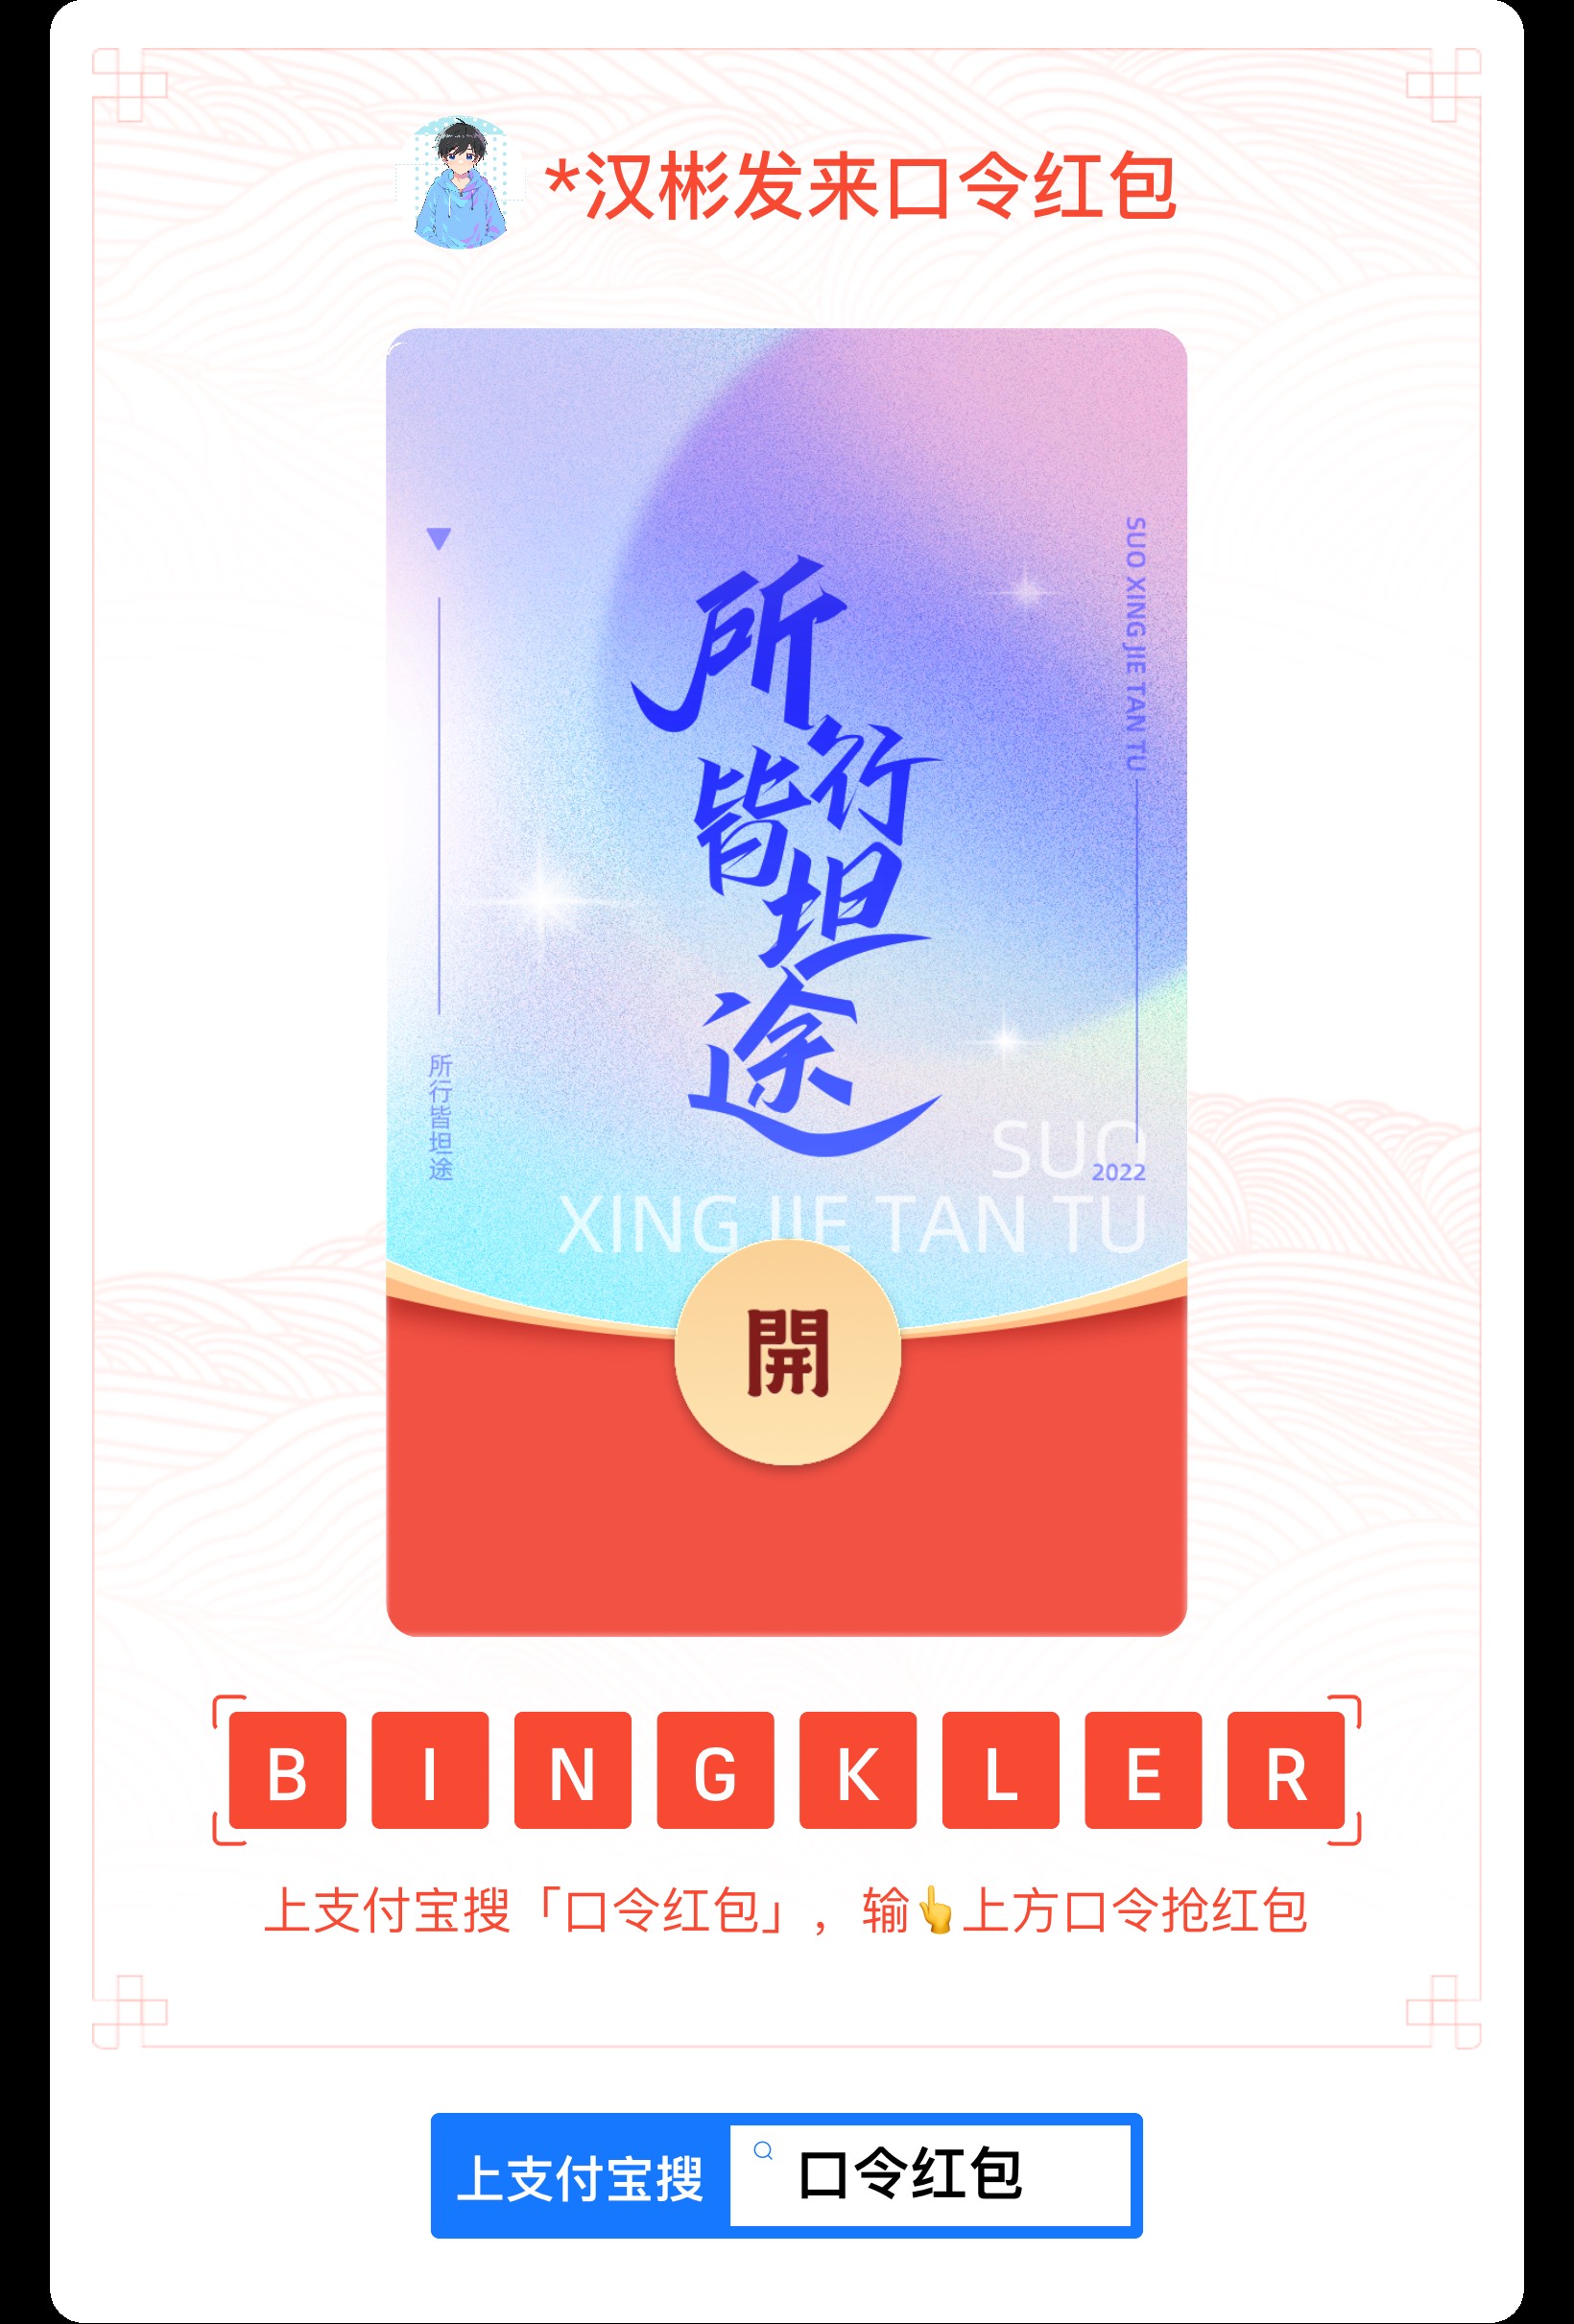 *汉彬发来口令红包
SUO XING JIE TAN TU
所行皆坦途
所行皆坦途
SUO
2022
XING JIE TAN TU
開
BINGKLER
上支付宝搜「口令红包」，输👆上方口令抢红包
上支付宝搜 口令红包